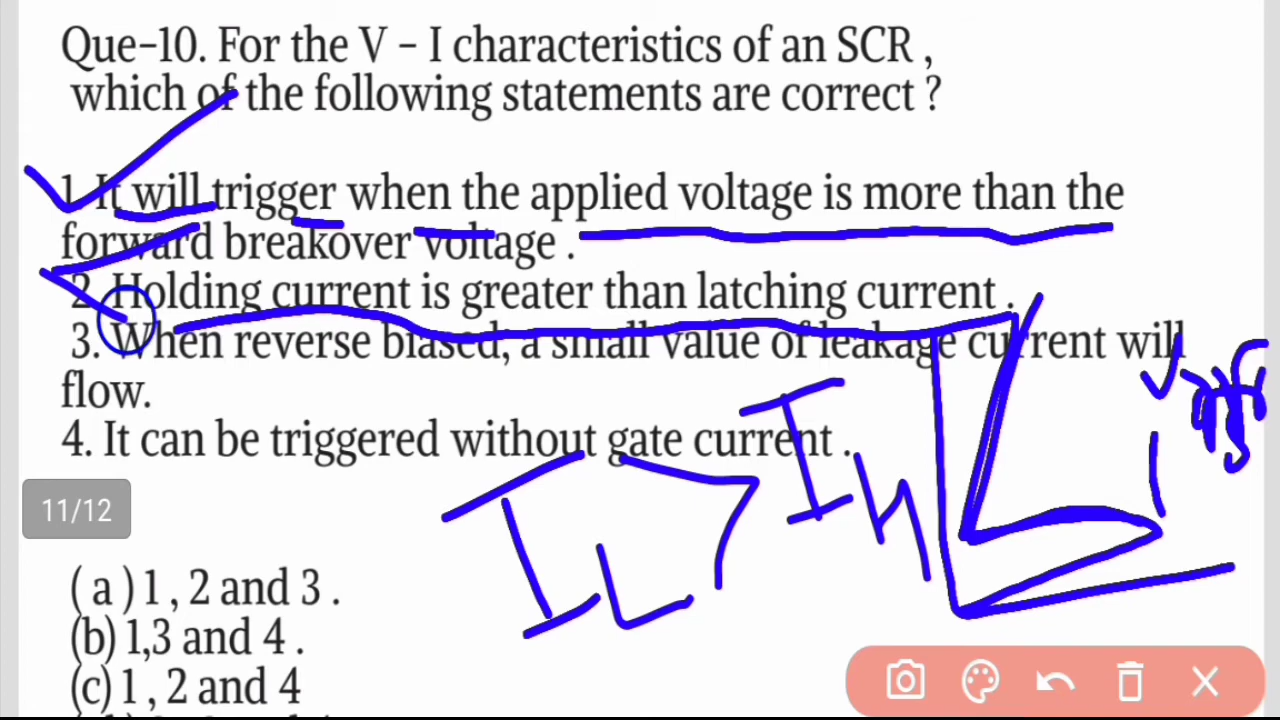 Que-10. For the V - I characteristics of an SCR ,
which of the following statements are correct ?
1. It will trigger when the applied voltage is more than the
forward breakover voltage .
2. Holding current is greater than latching current .
3. When reverse biased, a small value of leakage current will
flow.
4. It can be triggered without gate current .
IL > IH
11/12
( a ) 1 , 2 and 3 .
(b) 1,3 and 4 .
(c) 1 , 2 and 4